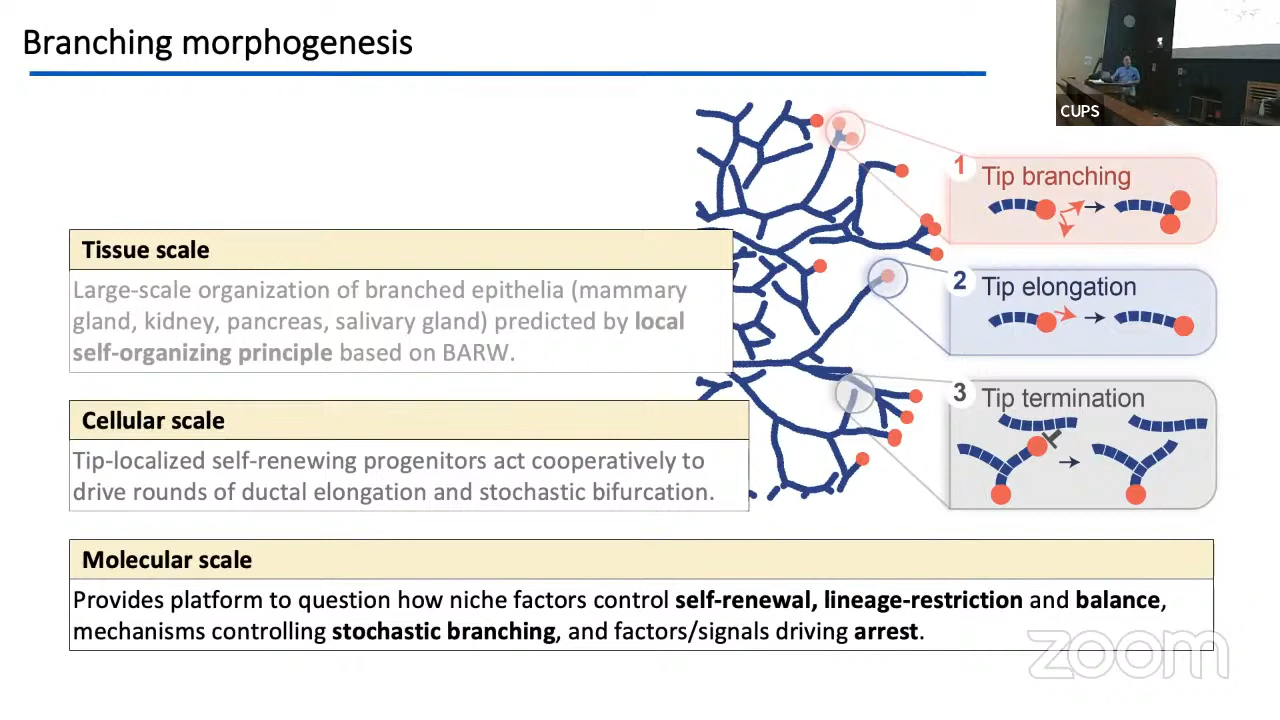 Branching morphogenesis
CUPS
1
Tip branching
2
Tip elongation
3
Tip termination
Tissue scale
Large-scale organization of branched epithelia (mammary
gland, kidney, pancreas, salivary gland) predicted by local
self-organizing principle based on BARW.
Cellular scale
Tip-localized self-renewing progenitors act cooperatively to
drive rounds of ductal elongation and stochastic bifurcation.
Molecular scale
Provides platform to question how niche factors control self-renewal, lineage-restriction and balance,
mechanisms controlling stochastic branching, and factors/signals driving arrest.
zoom